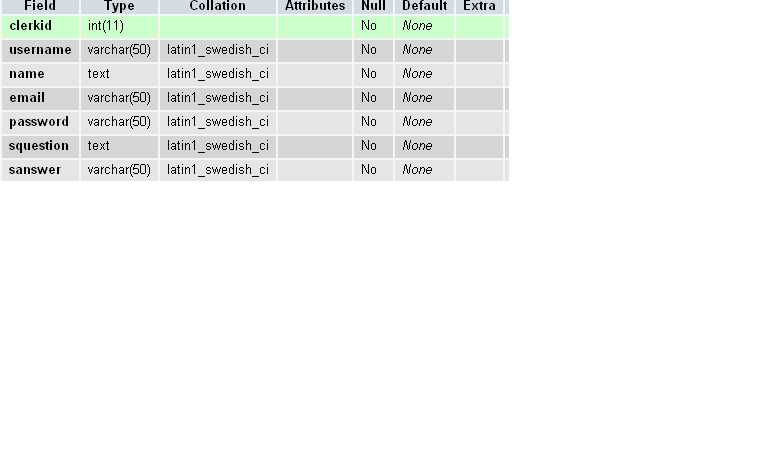 Field Type Collation Attributes Null Default Extra
clerkid int(11) No None
username varchar(50) latin1_swedish_ci No None
name text latin1_swedish_ci No None
email varchar(50) latin1_swedish_ci No None
password varchar(50) latin1_swedish_ci No None
squestion text latin1_swedish_ci No None
sanswer varchar(50) latin1_swedish_ci No None